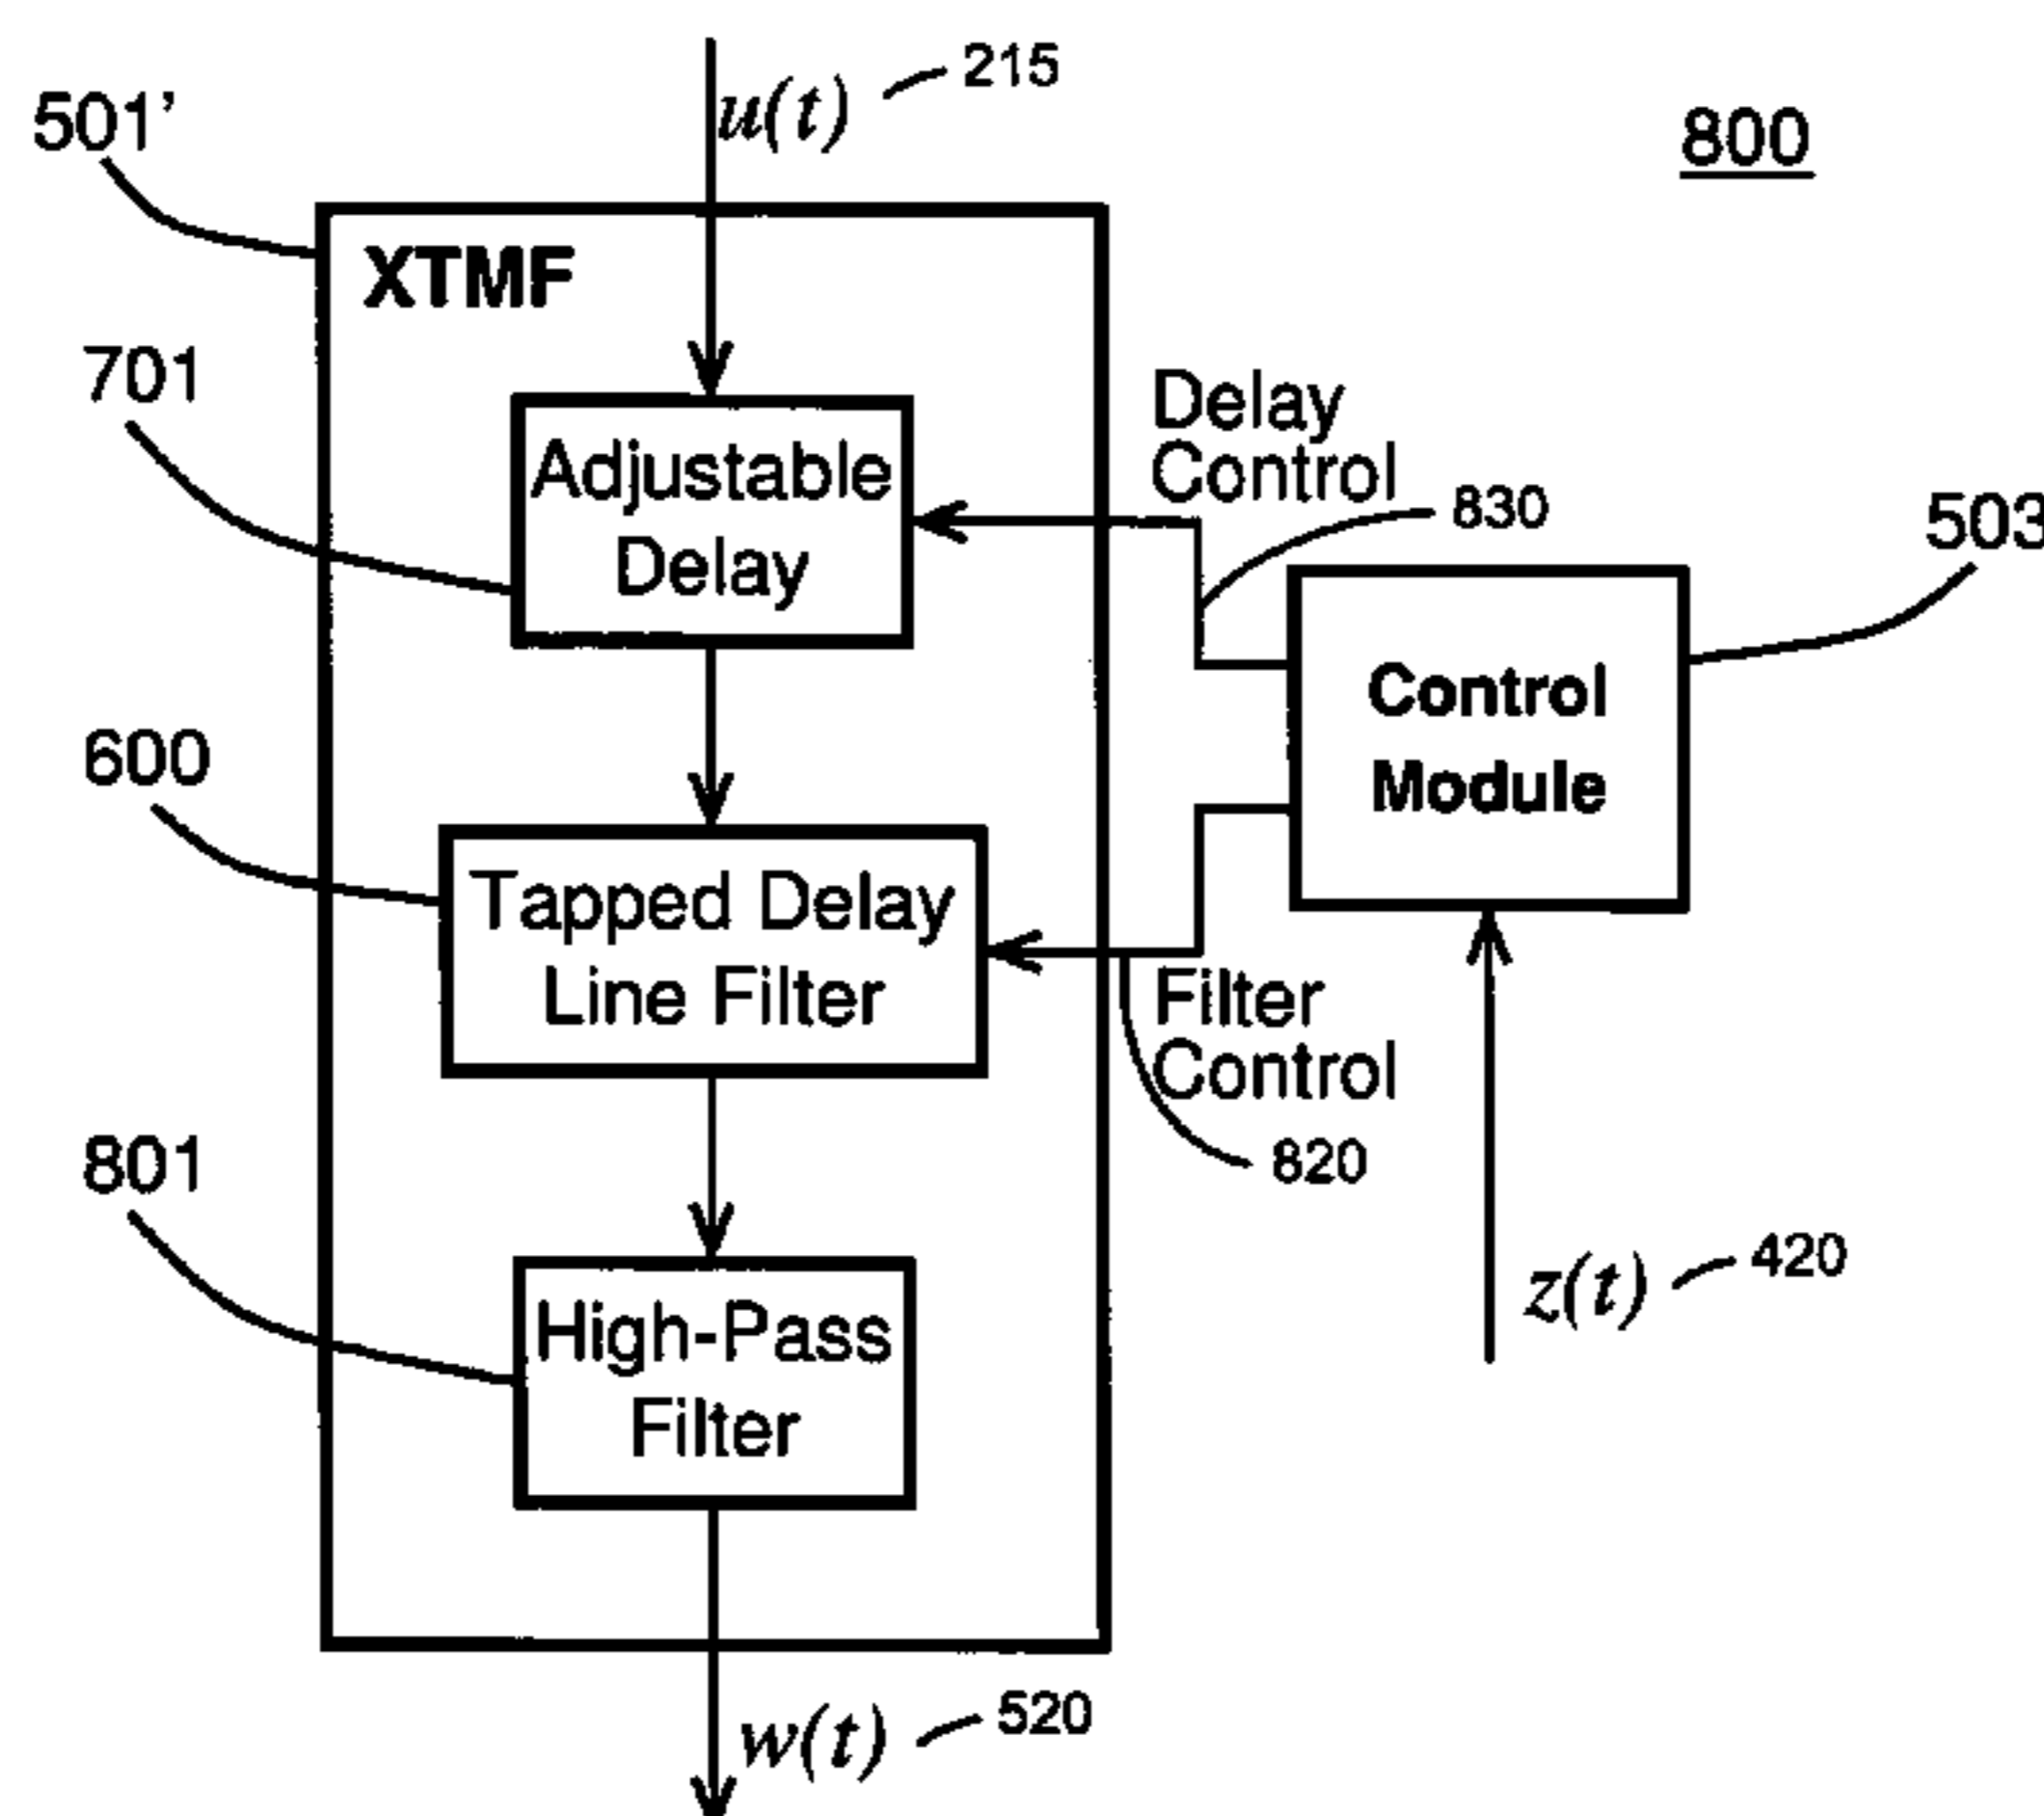 u(t) 215
501’
800
XTMF
701
Adjustable
Delay
Delay
Control
830
503
Control
Module
600
Tapped Delay
Line Filter
Filter
Control
820
801
High-Pass
Filter
z(t) 420
w(t) 520